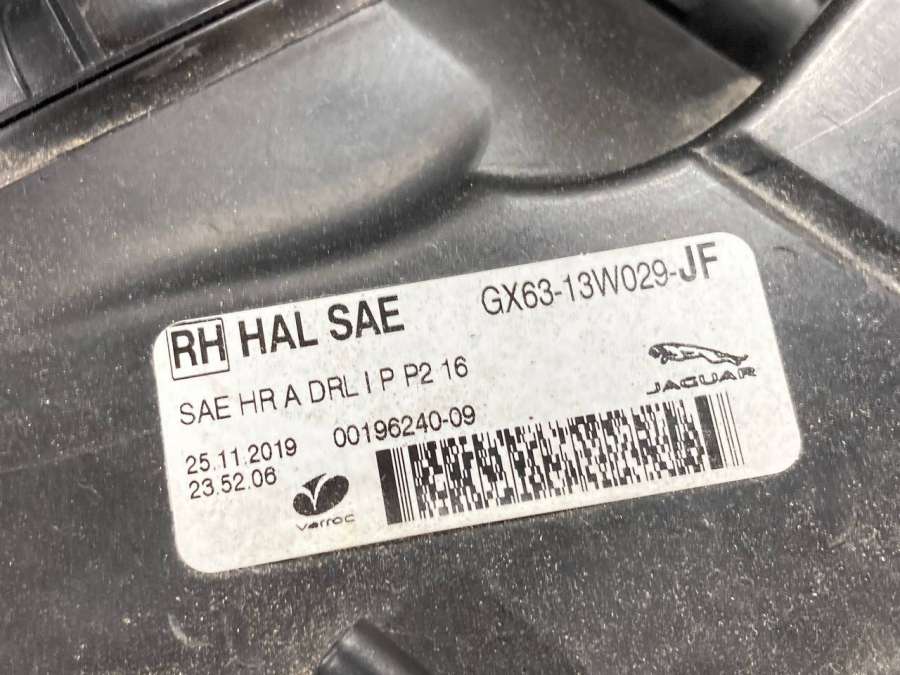 RH HAL SAE GX63-13W029-JF
SAE HR A DRL I P P2 16
JAGUAR
25.11.2019 00196240-09
23.52.06
varroc